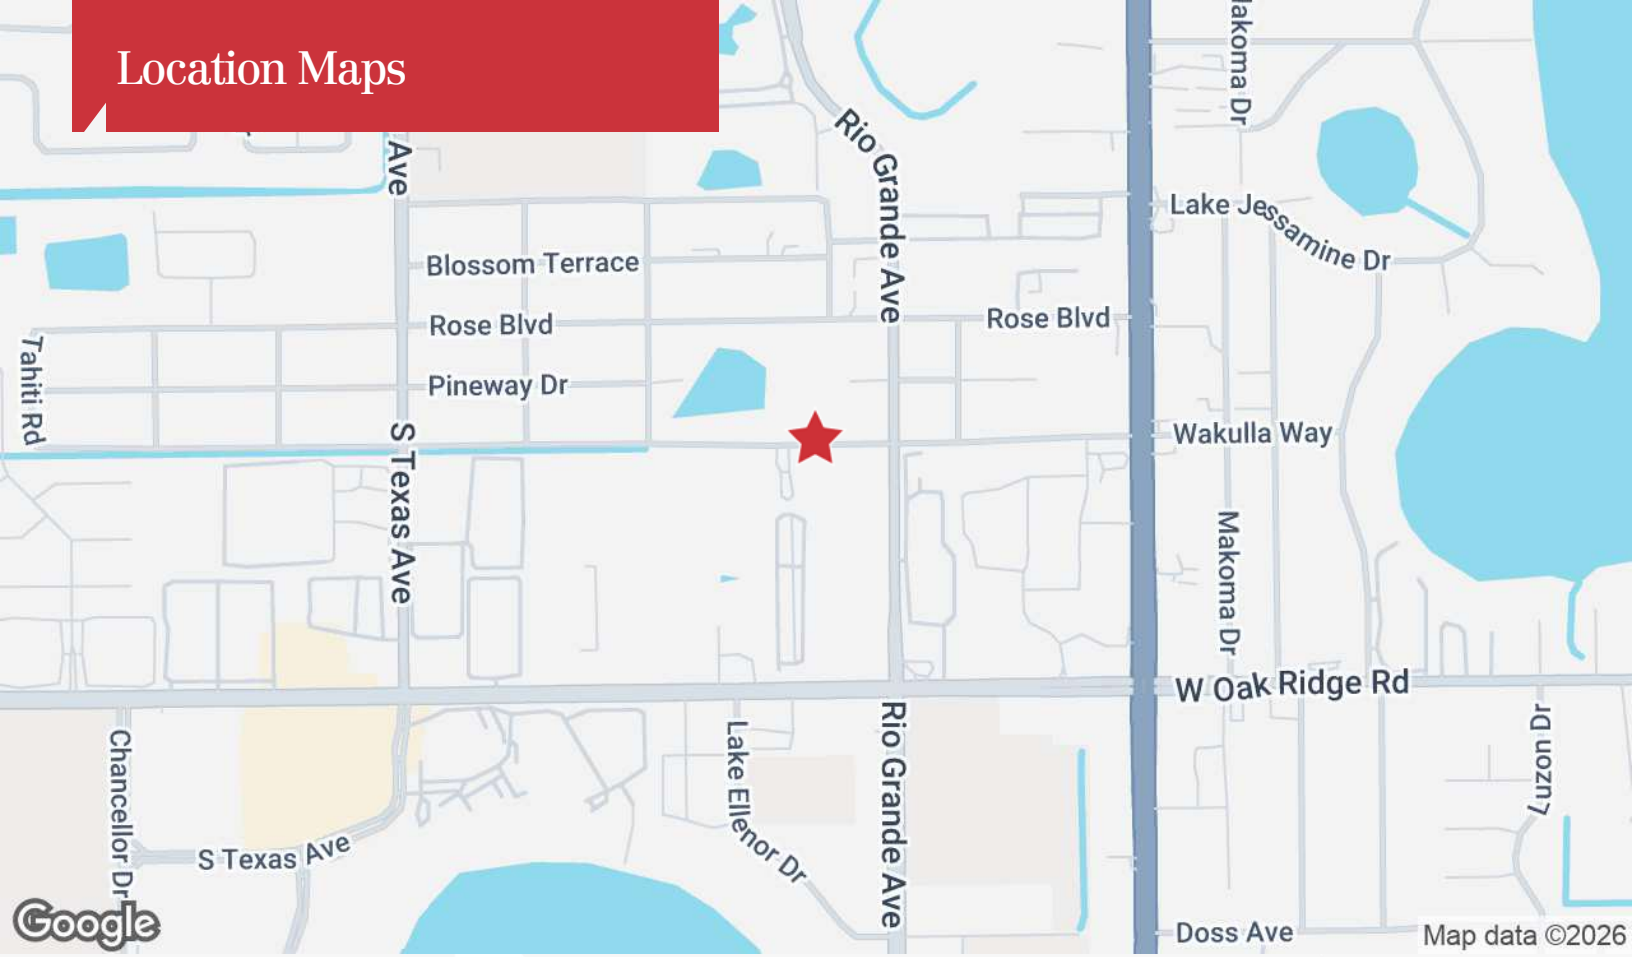 Location Maps
Makoma Dr
Ave
Rio Grande Ave
Lake Jessamine Dr
Blossom Terrace
Rose Blvd
Rose Blvd
Tahiti Rd
Pineway Dr
S Texas Ave
Wakulla Way
Makoma Dr
W Oak Ridge Rd
Chancellor Dr
Lake Ellenor Dr
Rio Grande Ave
Luzon Dr
S Texas Ave
Google
Doss Ave
Map data ©2026